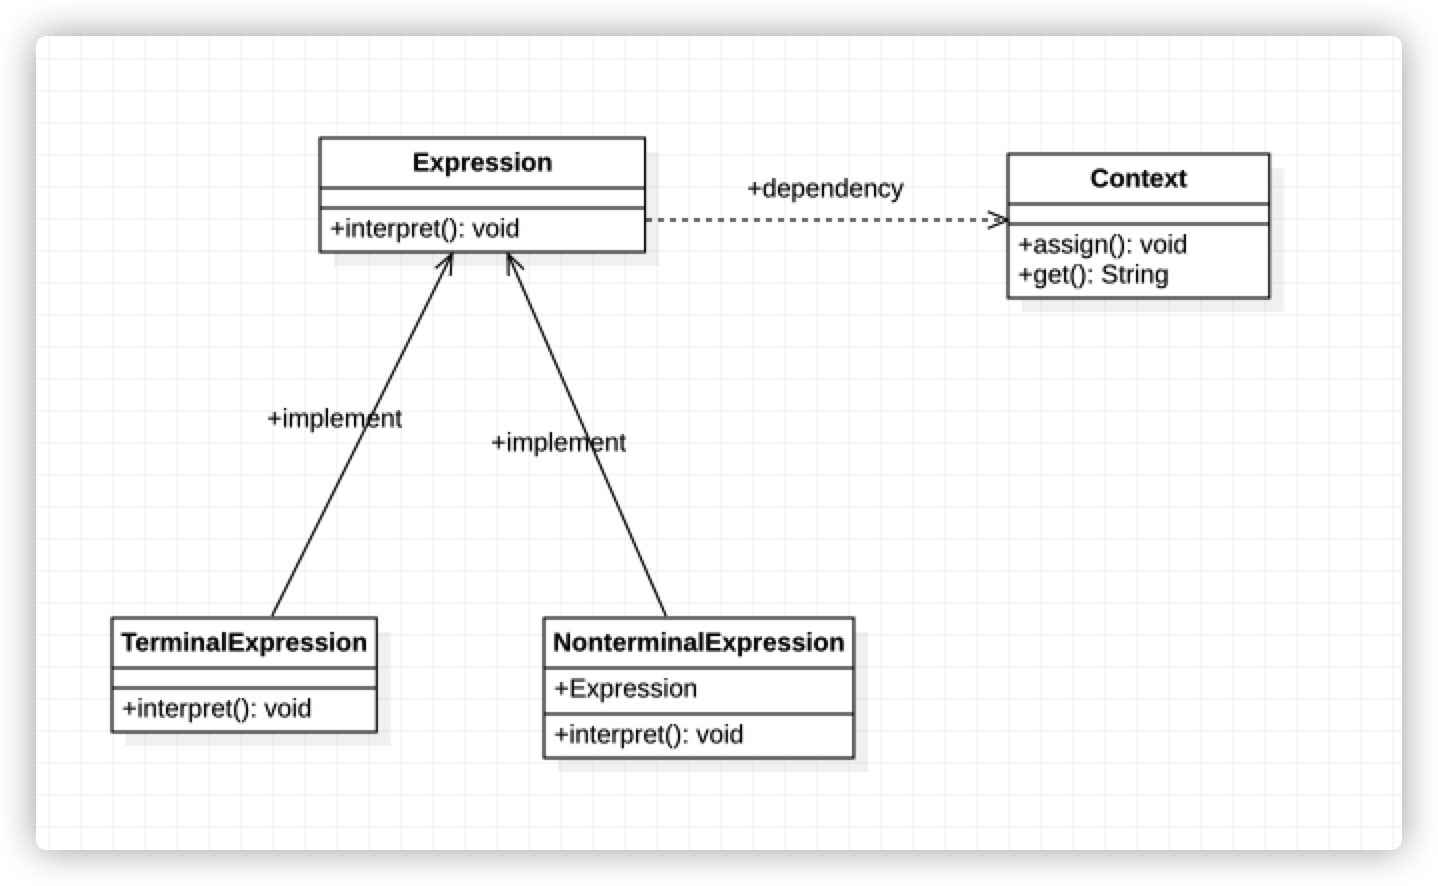 Expression
+interpret(): void
+dependency
Context
+assign(): void
+get(): String
+implement
+implement
TerminalExpression
+interpret(): void
NonterminalExpression
+Expression
+interpret(): void